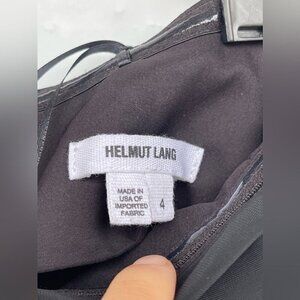 HELMUT LANG
MADE IN
USA OF
IMPORTED
FABRIC
4